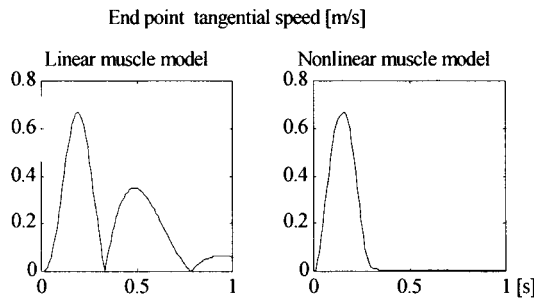 End point tangential speed [m/s]
Linear muscle model
Nonlinear muscle model
0.8
0.6
0.4
0.2
0
0 0.5 1
0.8
0.6
0.4
0.2
0
0 0.5 1 [s]